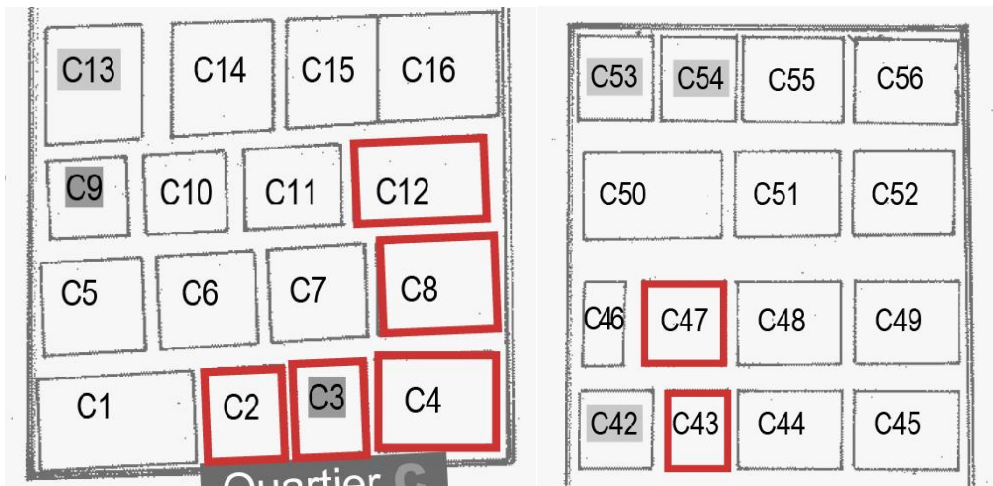 C13 C14 C15 C16
C9 C10 C11 C12
C5 C6 C7 C8
C1 C2 C3 C4
Quartier C
C53 C54 C55 C56
C50 C51 C52
C46 C47 C48 C49
C42 C43 C44 C45